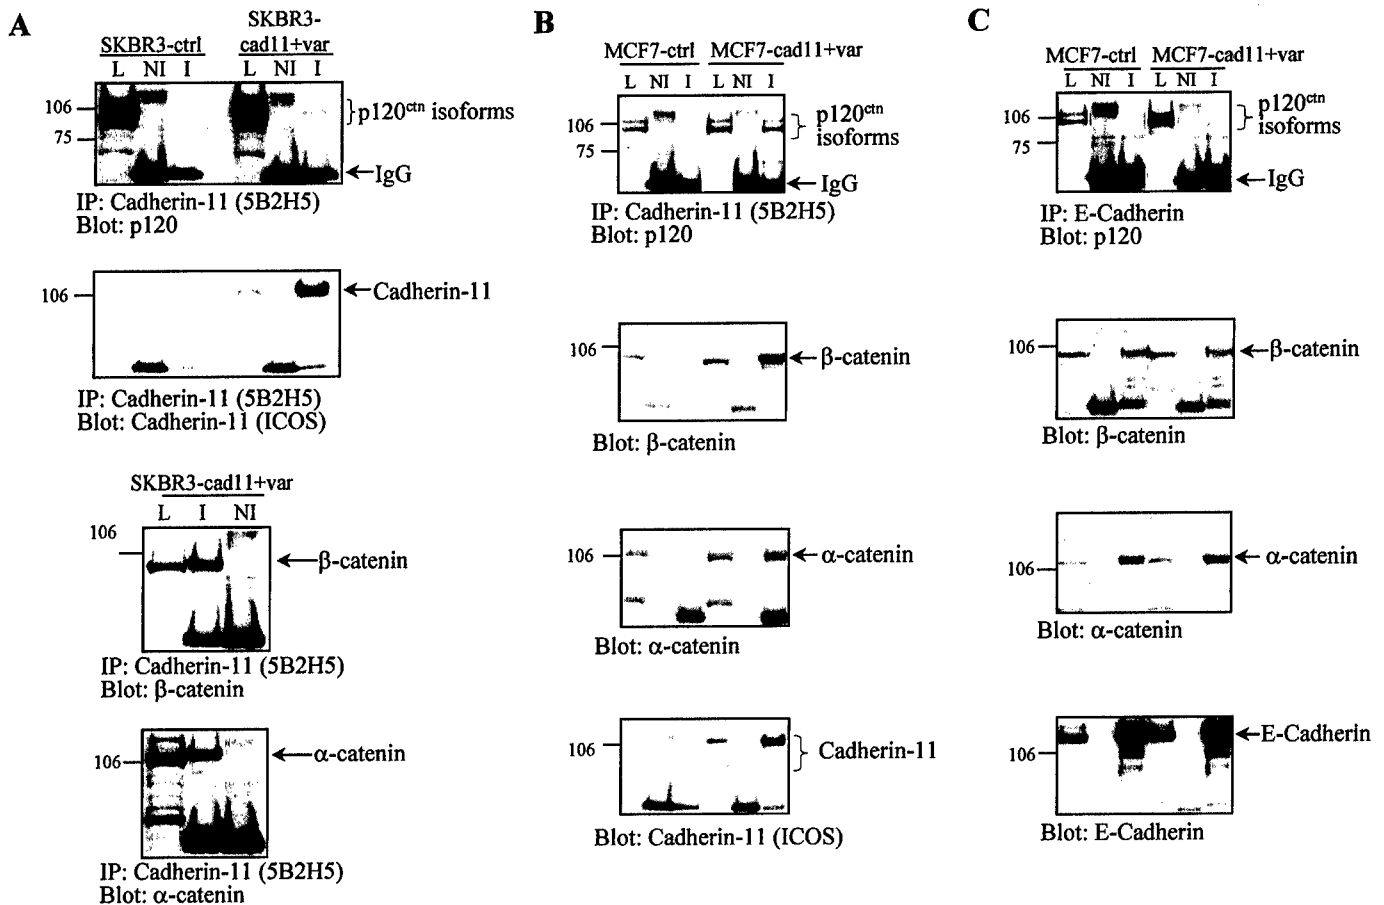 A
SKBR3-ctrl
SKBR3-
cad11+var
L NI I L NI I
106
75
p120ctn isoforms
IgG
IP: Cadherin-11 (5B2H5)
Blot: p120
106
Cadherin-11
IP: Cadherin-11 (5B2H5)
Blot: Cadherin-11 (ICOS)
SKBR3-cad11+var
L I NI
106
β-catenin
IP: Cadherin-11 (5B2H5)
Blot: β-catenin
106
α-catenin
IP: Cadherin-11 (5B2H5)
Blot: α-catenin
B
MCF7-ctrl MCF7-cad11+var
L NI I L NI I
106
75
p120ctn
isoforms
IgG
IP: Cadherin-11 (5B2H5)
Blot: p120
106
β-catenin
Blot: β-catenin
106
α-catenin
Blot: α-catenin
106
Cadherin-11
Blot: Cadherin-11 (ICOS)
C
MCF7-ctrl MCF7-cad11+var
L NI I L NI I
106
75
p120ctn
isoforms
IgG
IP: E-Cadherin
Blot: p120
106
β-catenin
Blot: β-catenin
106
α-catenin
Blot: α-catenin
106
E-Cadherin
Blot: E-Cadherin